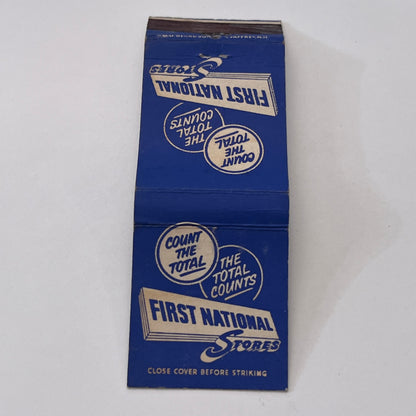 STORES
FIRST NATIONAL
THE
TOTAL
COUNTS
COUNT
THE
TOTAL
COUNT
THE
TOTAL
THE
TOTAL
COUNTS
FIRST NATIONAL
STORES
CLOSE COVER BEFORE STRIKING